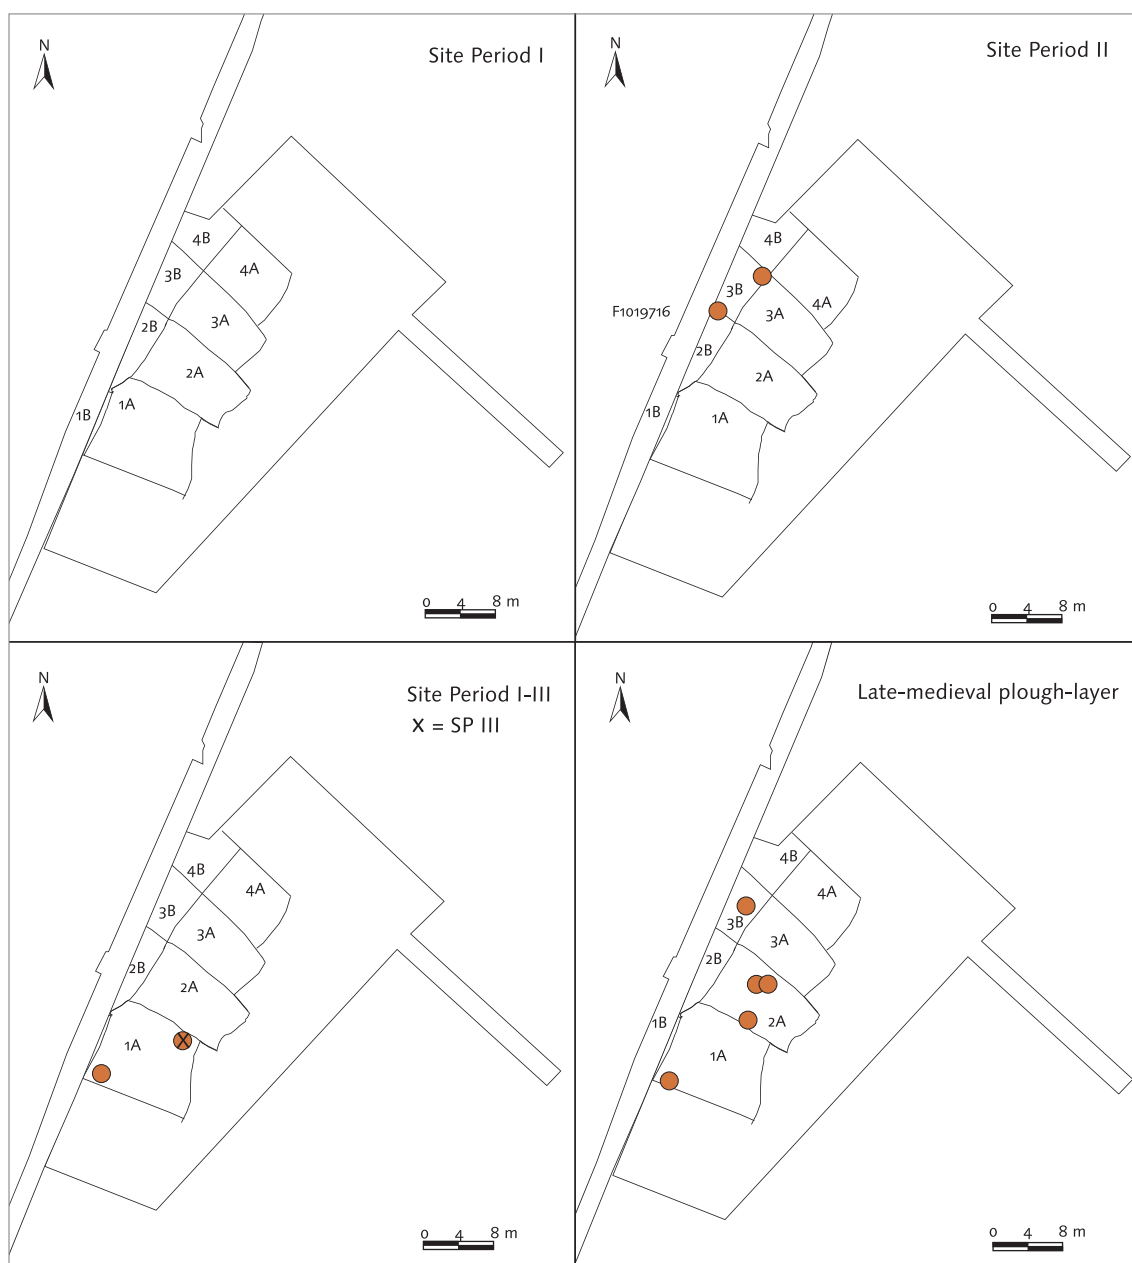 N
Site Period I
4B
4A
3B
3A
2B
2A
1A
1B
0 4 8 m
N
Site Period II
4B
3B
4A
F1019716
3A
2B
2A
1B
1A
0 4 8 m
N
Site Period I-III
X = SP III
4B
4A
3B
3A
2B
2A
1A
X
0 4 8 m
N
Late-medieval plough-layer
4B
4A
3B
3A
2B
2A
1B
1A
0 4 8 m